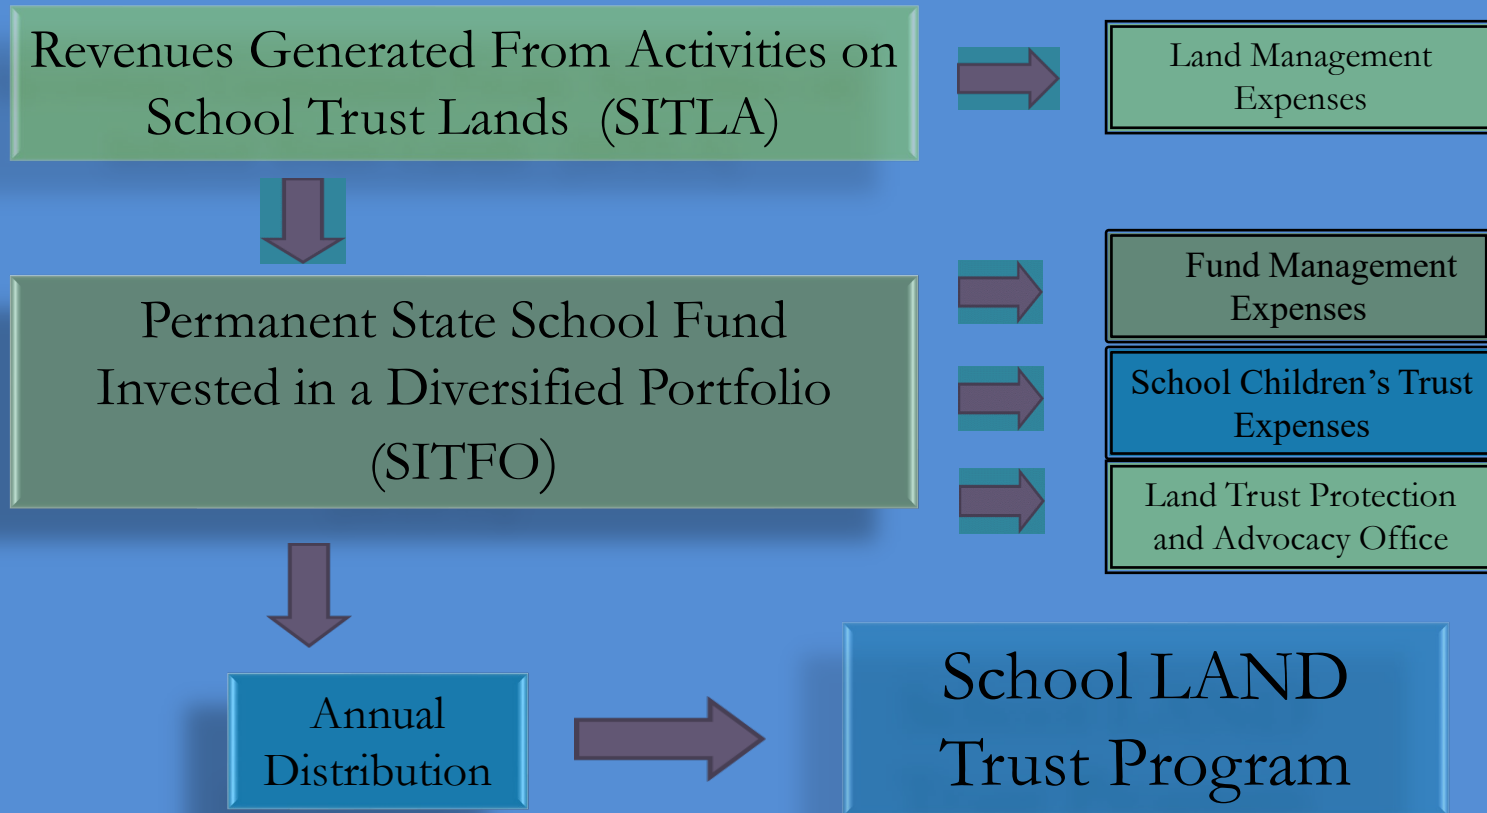 Revenues Generated From Activities on
School Trust Lands (SITLA)
Land Management
Expenses
Permanent State School Fund
Invested in a Diversified Portfolio
(SITFO)
Fund Management
Expenses
School Children’s Trust
Expenses
Land Trust Protection
and Advocacy Office
Annual
Distribution
School LAND
Trust Program